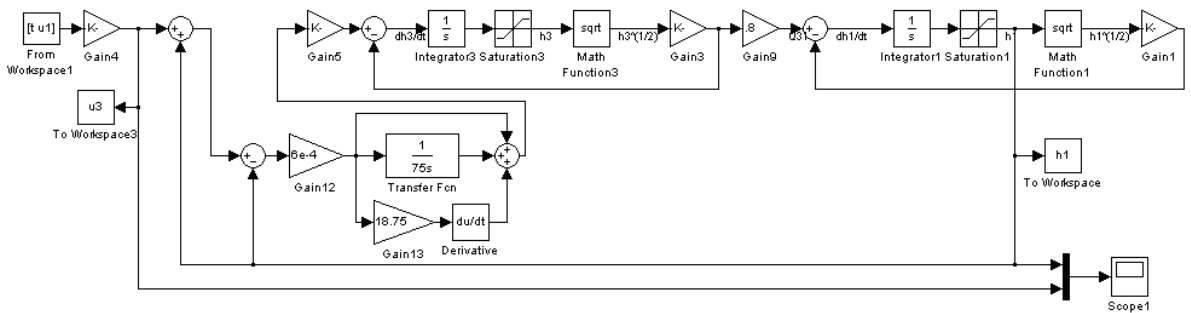 [t u1]
From
Workspace1
K-
Gain4
u3
To Workspace3
K-
Gain5
dh3/dt
1
s
Integrator3
Saturation3
h3
sqrt
Math
Function3
h3^(1/2)
K-
Gain3
.8
Gain9
Q31
dh1/dt
1
s
Integrator1
Saturation1
h
sqrt
Math
Function1
h1^(1/2)
K-
Gain1
6e-4
Gain12
1
75s
Transfer Fcn
18.75
Gain13
du/dt
Derivative
h1
To Workspace
Scope1